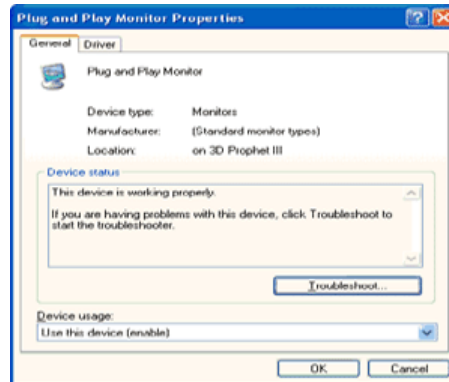 Plug and Play Monitor Properties
General Driver
Plug and Play Monitor
Device type: Monitors
Manufacturer: (Standard monitor types)
Location: on 3D Prophet III
Device status
This device is working properly.
If you are having problems with this device, click Troubleshoot to
start the troubleshooter.
Troubleshoot...
Device usage:
Use this device (enable)
OK Cancel